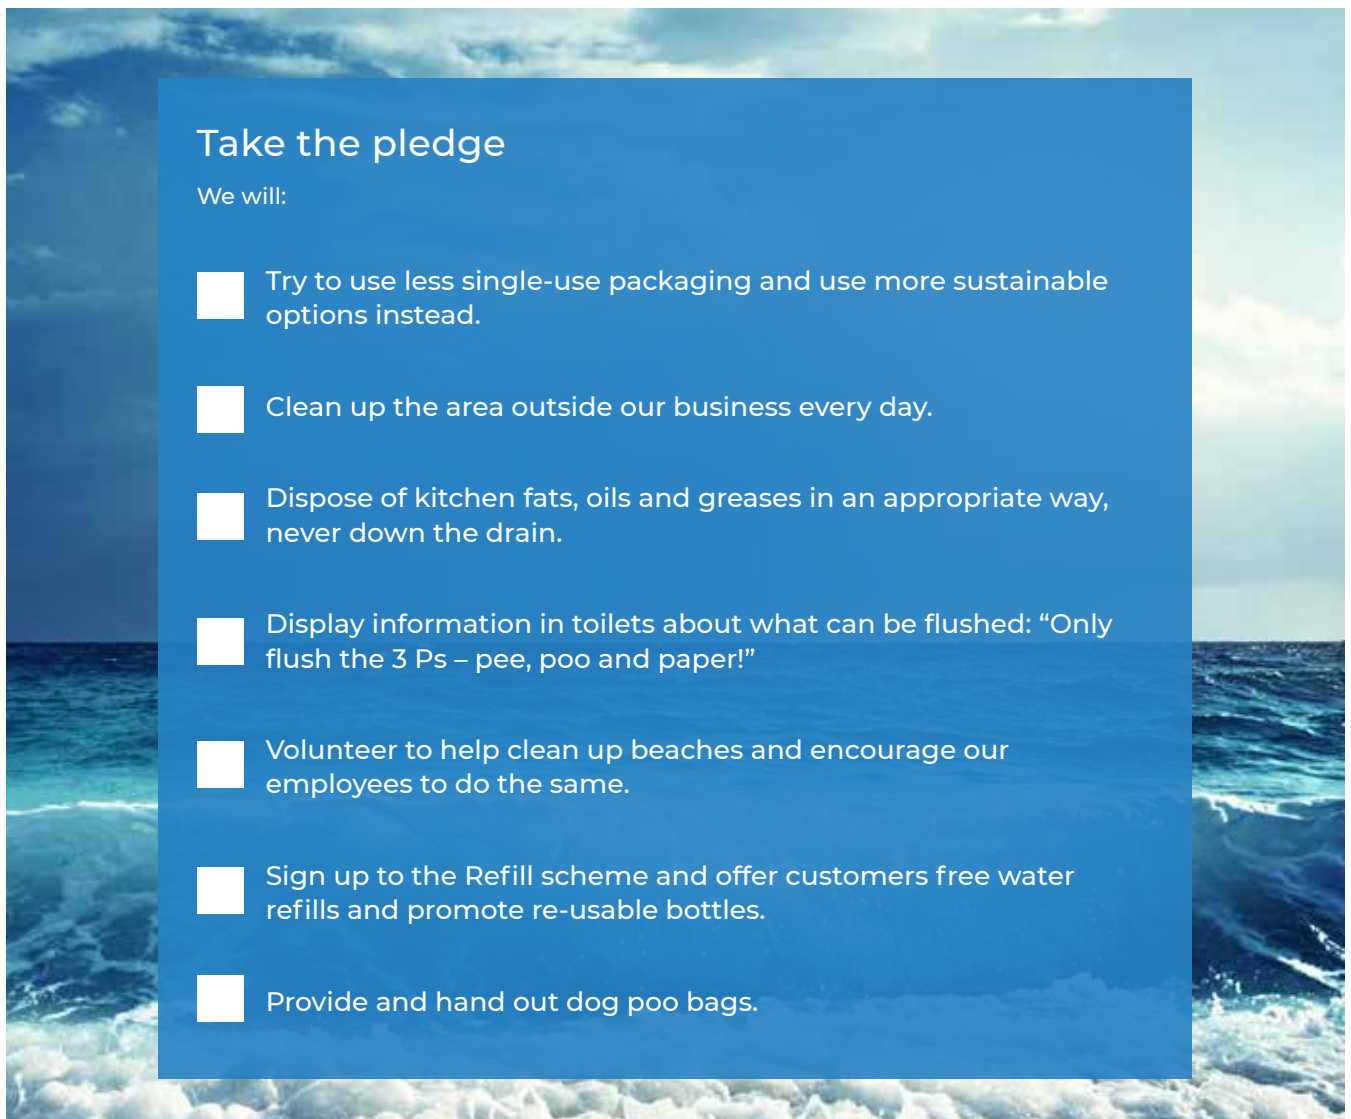 Take the pledge
We will:
Try to use less single-use packaging and use more sustainable
options instead.
Clean up the area outside our business every day.
Dispose of kitchen fats, oils and greases in an appropriate way,
never down the drain.
Display information in toilets about what can be flushed: “Only
flush the 3 Ps – pee, poo and paper!”
Volunteer to help clean up beaches and encourage our
employees to do the same.
Sign up to the Refill scheme and offer customers free water
refills and promote re-usable bottles.
Provide and hand out dog poo bags.